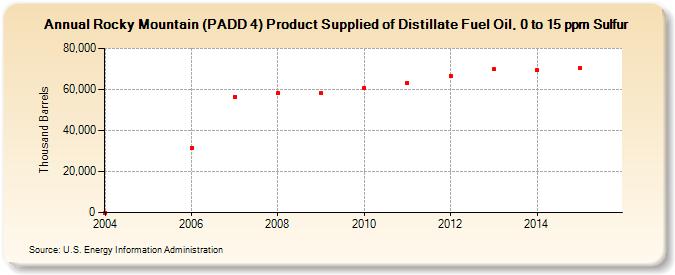 Annual Rocky Mountain (PADD 4) Product Supplied of Distillate Fuel Oil, 0 to 15 ppm Sulfur
Thousand Barrels
80,000
60,000
40,000
20,000
0
2004 2006 2008 2010 2012 2014
Source: U.S. Energy Information Administration